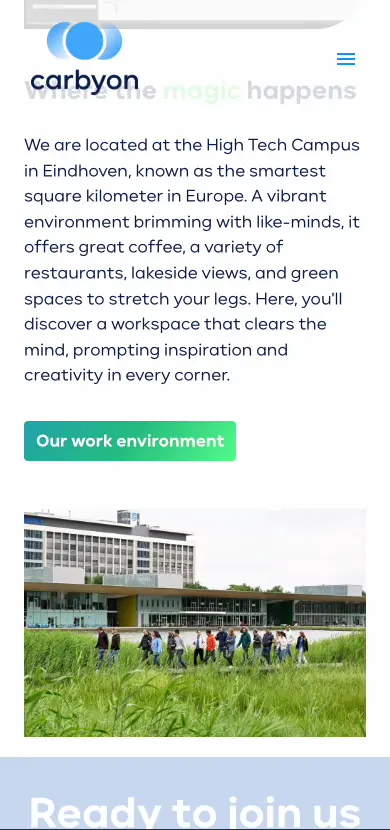 carbyon
Where the magic happens
We are located at the High Tech Campus
in Eindhoven, known as the smartest
square kilometer in Europe. A vibrant
environment brimming with like-minds, it
offers great coffee, a variety of
restaurants, lakeside views, and green
spaces to stretch your legs. Here, you'll
discover a workspace that clears the
mind, prompting inspiration and
creativity in every corner.
Our work environment
Ready to join us